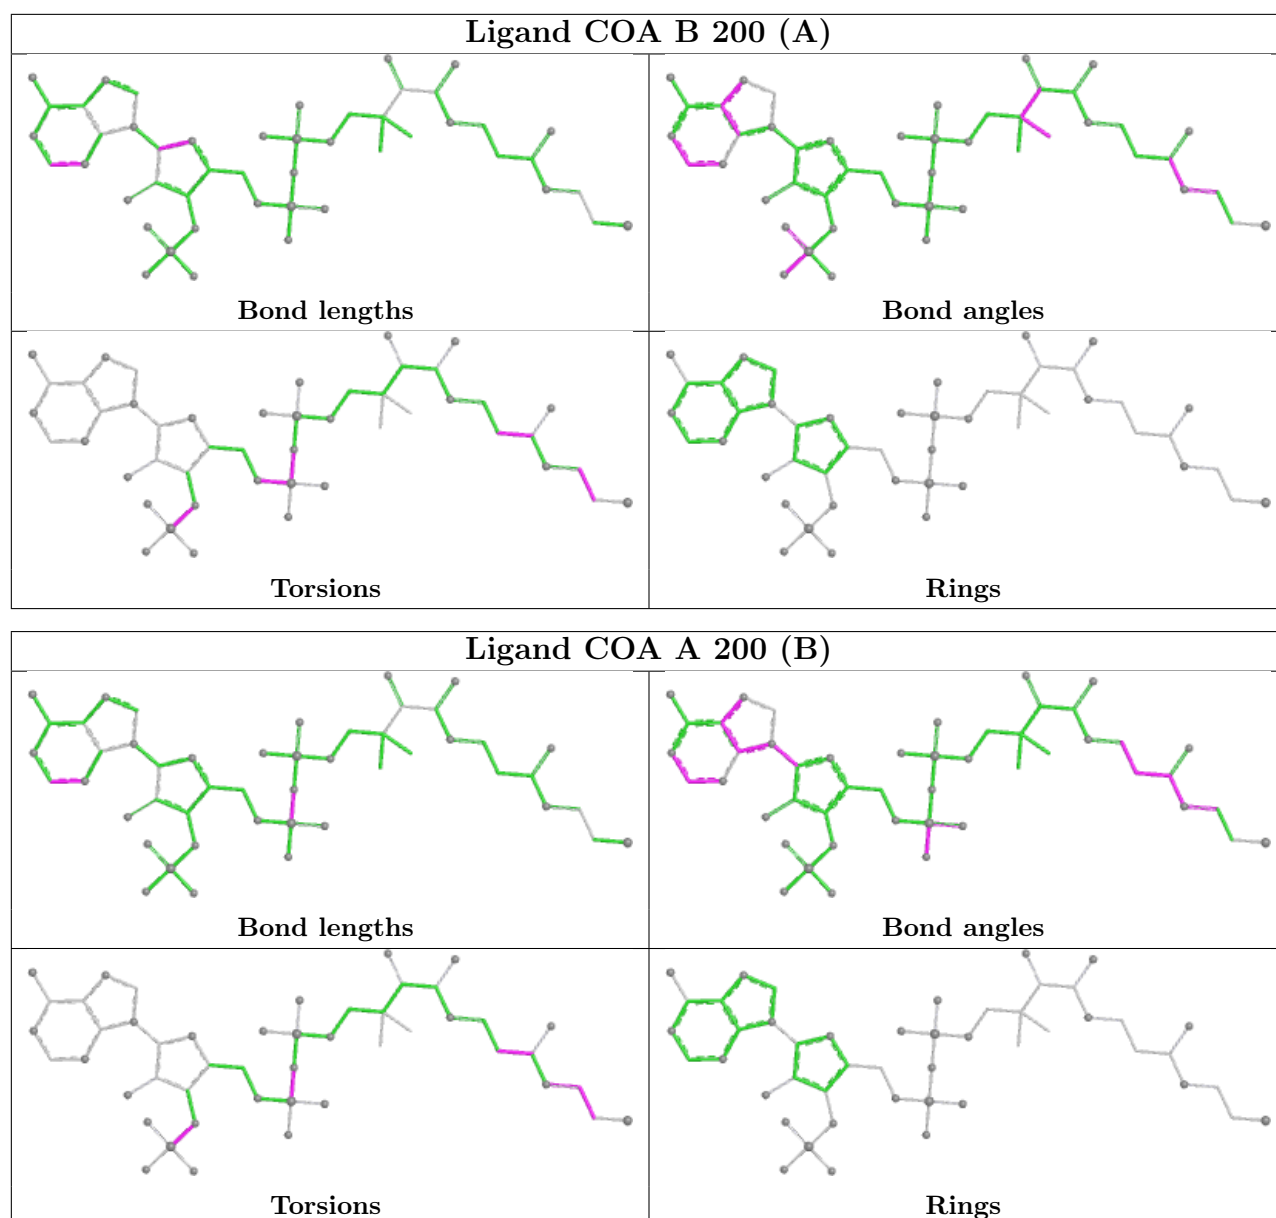 Ligand COA B 200 (A)
Bond lengths
Bond angles
Torsions
Rings
Ligand COA A 200 (B)
Bond lengths
Bond angles
Torsions
Rings